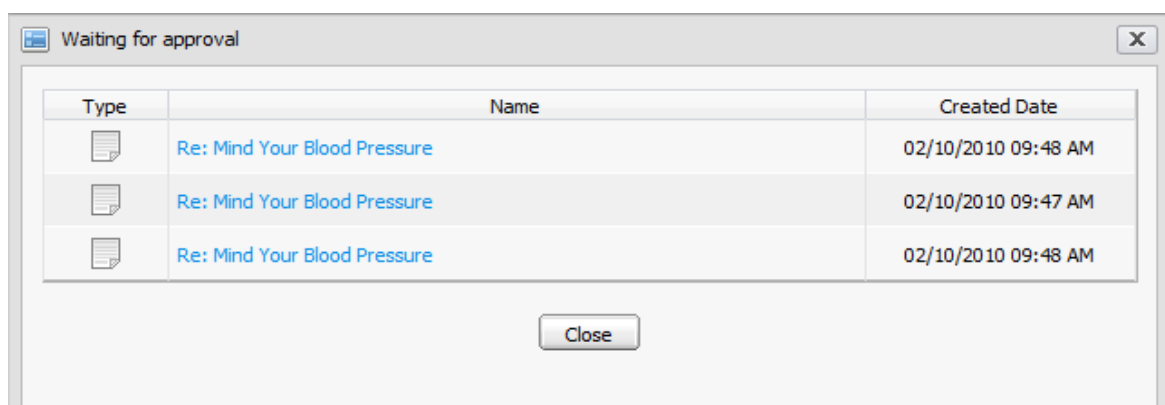 Waiting for approval X
Type Name Created Date
Re: Mind Your Blood Pressure 02/10/2010 09:48 AM
Re: Mind Your Blood Pressure 02/10/2010 09:47 AM
Re: Mind Your Blood Pressure 02/10/2010 09:48 AM
Close